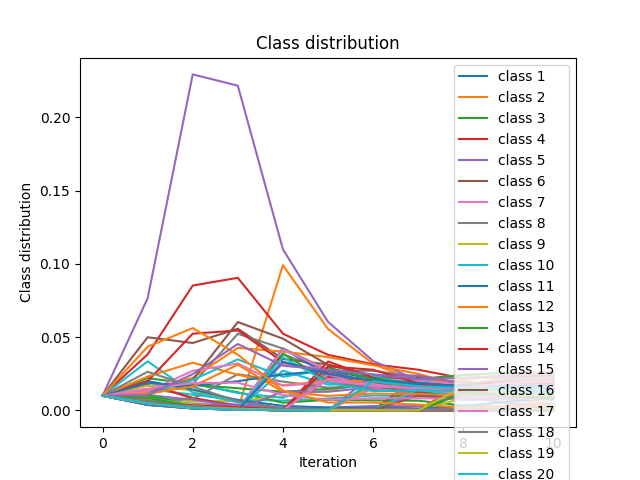 Class distribution
Class distribution
0.20
0.15
0.10
0.05
0.00
0
2
4
6
8
10
Iteration
class 1
class 2
class 3
class 4
class 5
class 6
class 7
class 8
class 9
class 10
class 11
class 12
class 13
class 14
class 15
class 16
class 17
class 18
class 19
class 20